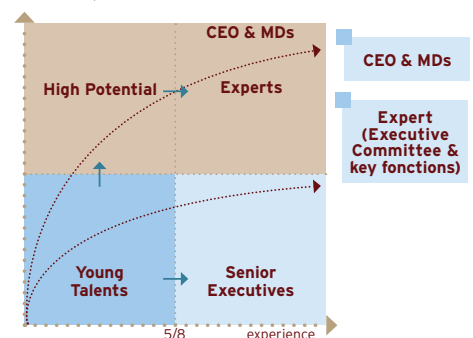 CEO & MDs
High Potential
Experts
Young
Talents
Senior
Executives
5/8
experience
CEO & MDs
Expert
(Executive
Committee &
key fonctions)